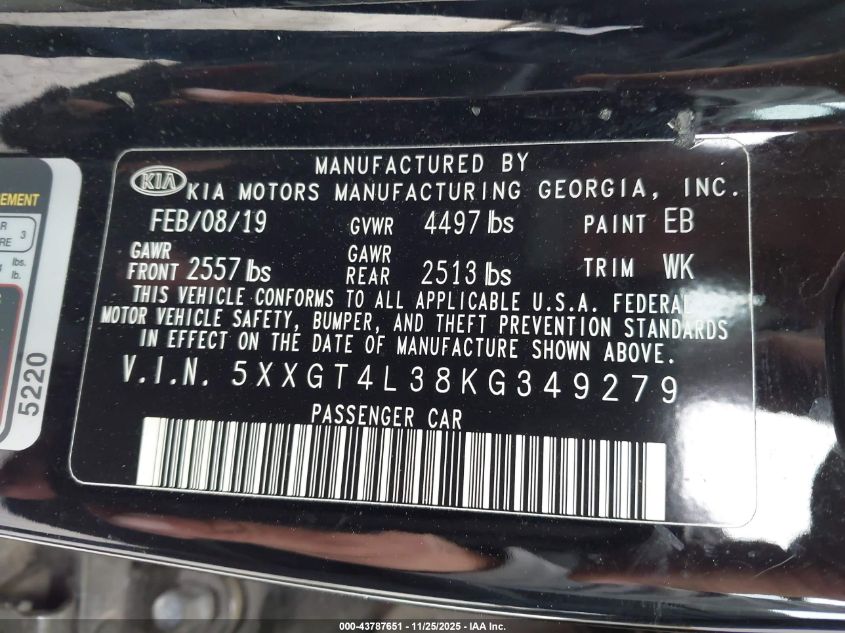 MANUFACTURED BY
KIA KIA MOTORS MANUFACTURING GEORGIA, INC.
FEB/08/19 GVWR 4497 lbs PAINT EB
GAWR FRONT 2557 lbs GAWR REAR 2513 lbs TRIM WK
THIS VEHICLE CONFORMS TO ALL APPLICABLE U.S.A. FEDERAL
MOTOR VEHICLE SAFETY, BUMPER, AND THEFT PREVENTION STANDARDS
IN EFFECT ON THE DATE OF MANUFACTURE SHOWN ABOVE.
V.I.N. 5XXGT4L38KG349279
PASSENGER CAR
3
lbs.
lb.
5220
000-43787651 - 11/25/2025 - IAA Inc.